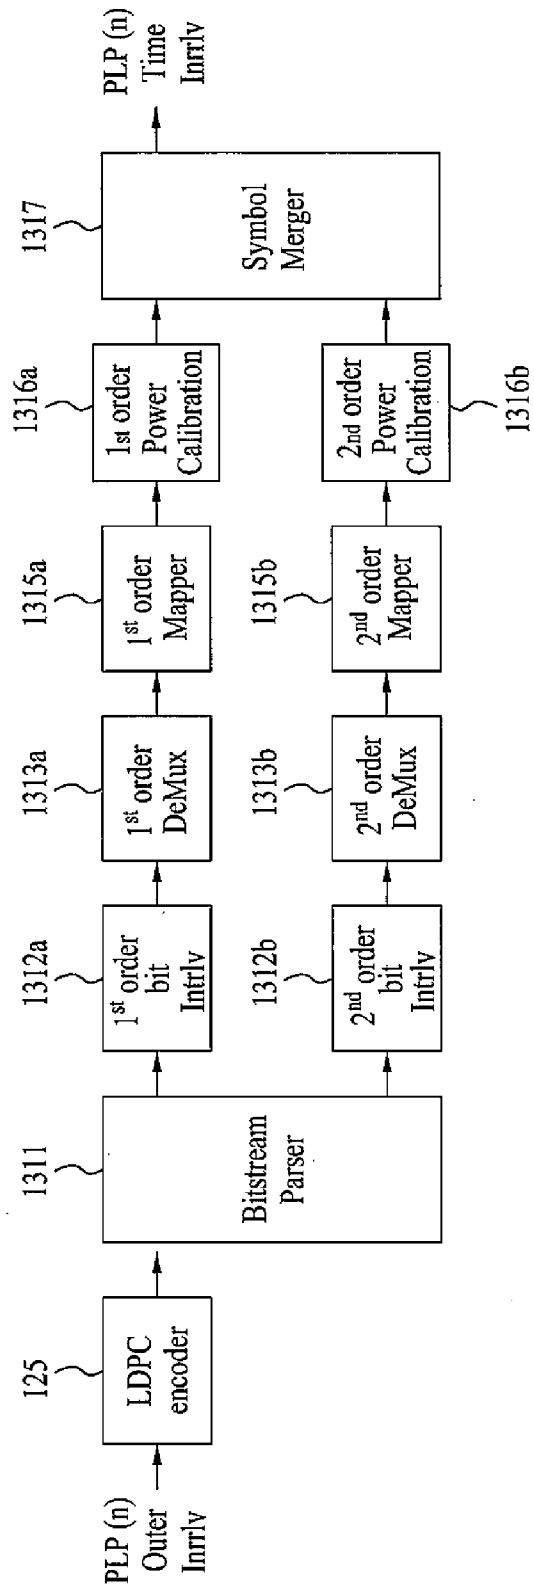 PLP (n)
Outer
Inrrlv
125
LDPC
encoder
1311
Bitstream
Parser
1312a
1st order
bit
Intrlv
1313a
1st order
DeMux
1315a
1st order
Mapper
1316a
1st order
Power
Calibration
1312b
2nd order
bit
Intrlv
1313b
2nd order
DeMux
1315b
2nd order
Mapper
2nd order
Power
Calibration
1316b
1317
Symbol
Merger
PLP (n)
Time
Inrrlv